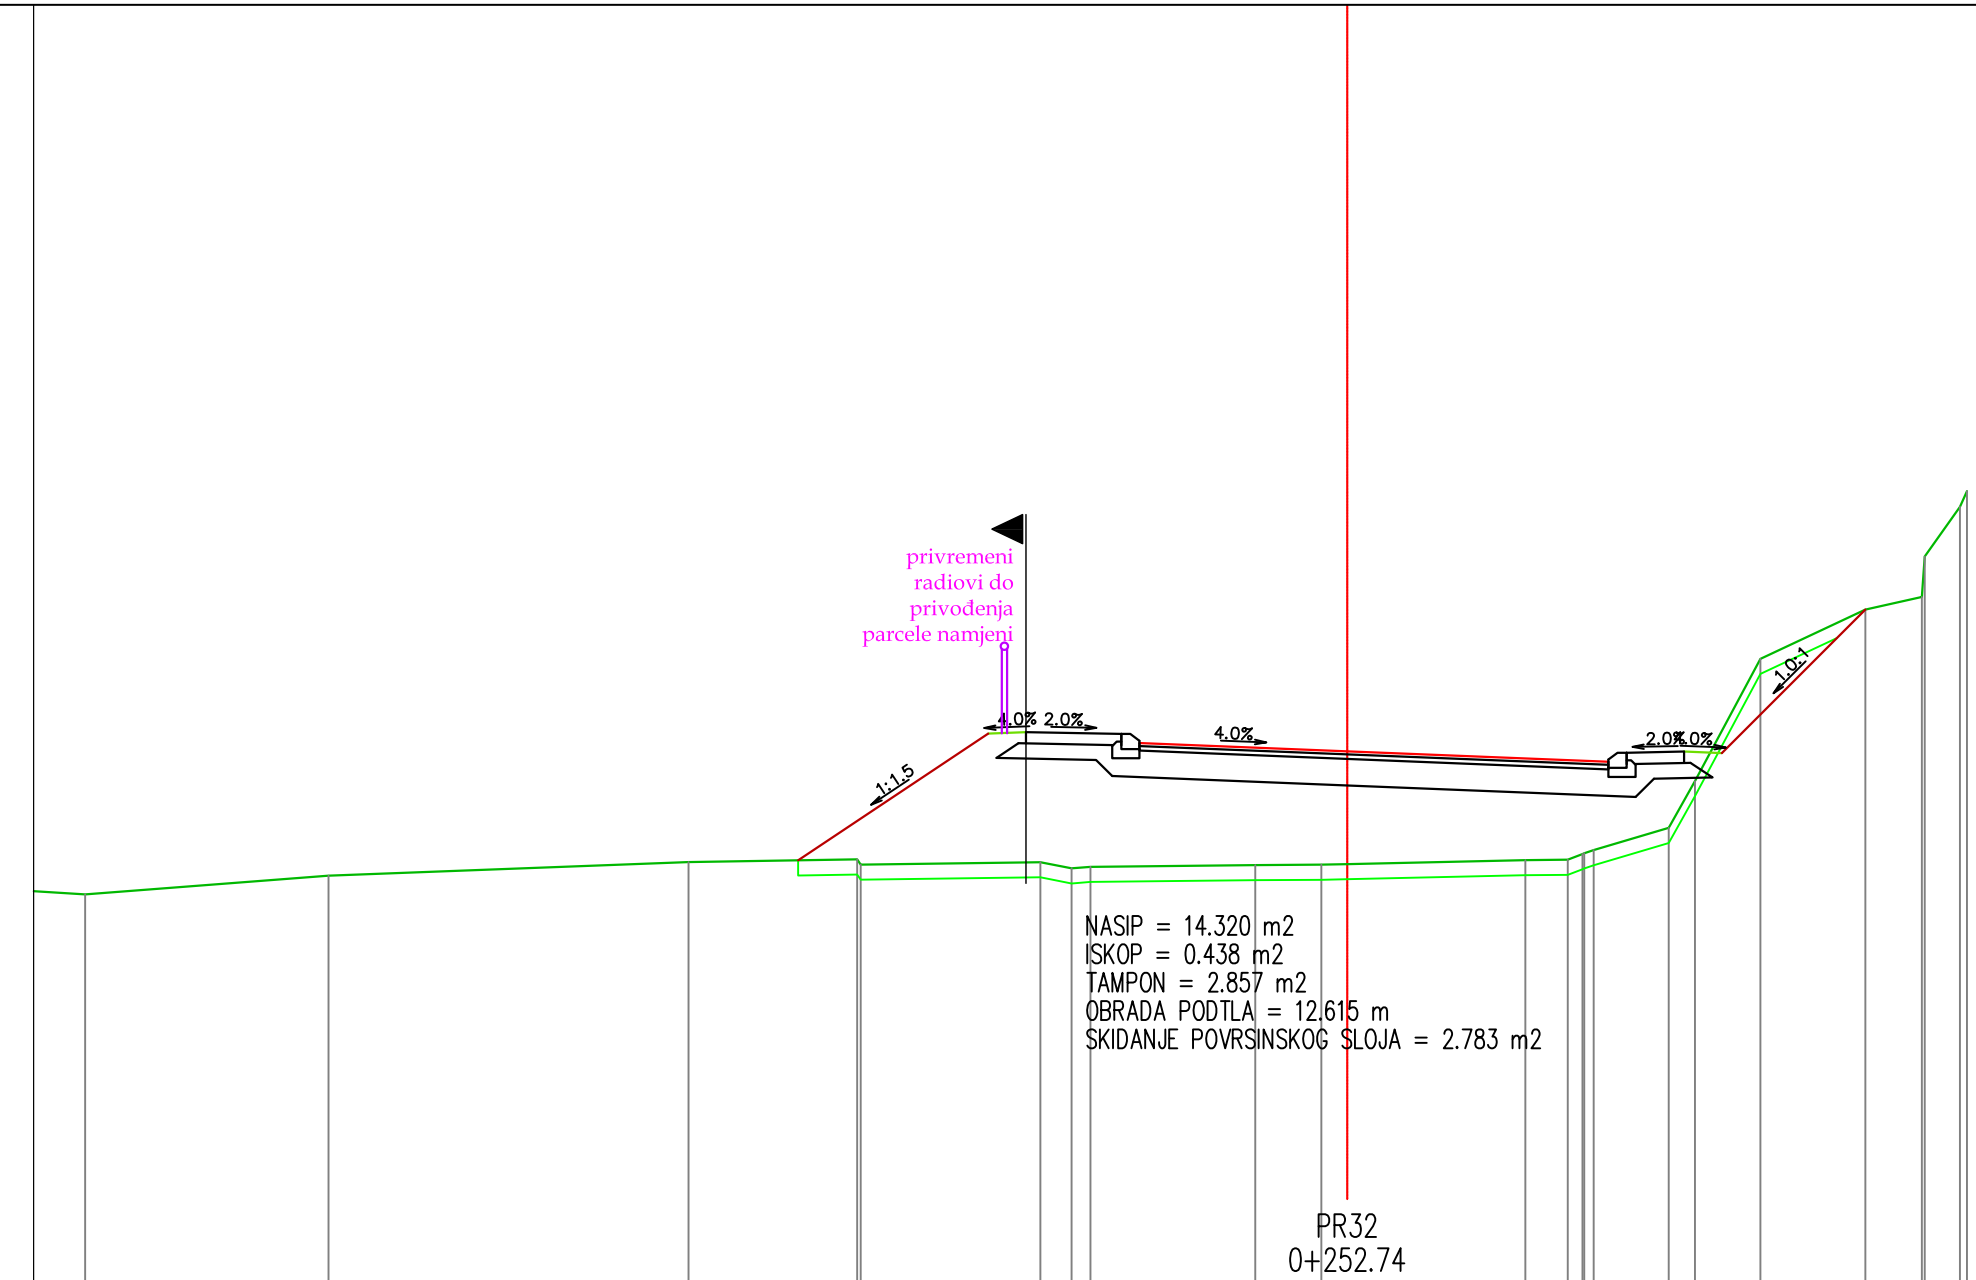 privremeni
radiovi do
privođenja
parcele namjeni
4.0% 2.0%
4.0%
2.0% 4.0%
1:1.5
1.0:1
NASIP = 14.320 m2
ISKOP = 0.438 m2
TAMPON = 2.857 m2
OBRADA PODTLA = 12.615 m
SKIDANJE POVRSINSKOG SLOJA = 2.783 m2
PR32
0+252.74